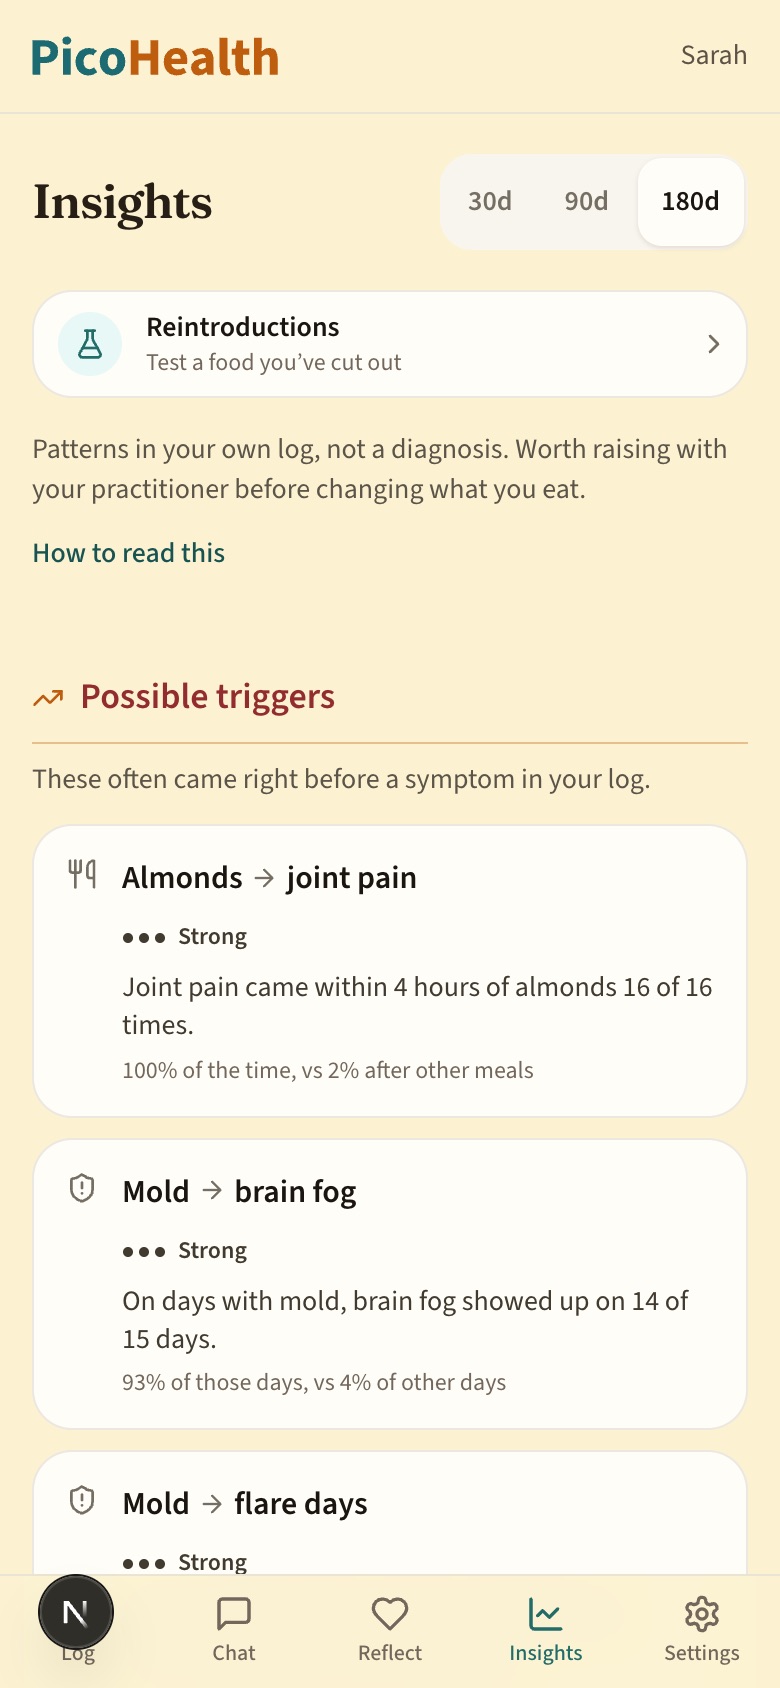 PicoHealth
Sarah
Insights
30d
90d
180d
Reintroductions
Test a food you’ve cut out
Patterns in your own log, not a diagnosis. Worth raising with
your practitioner before changing what you eat.
How to read this
Possible triggers
These often came right before a symptom in your log.
Almonds → joint pain
Strong
Joint pain came within 4 hours of almonds 16 of 16
times.
100% of the time, vs 2% after other meals
Mold → brain fog
Strong
On days with mold, brain fog showed up on 14 of
15 days.
93% of those days, vs 4% of other days
Mold → flare days
Strong
N
Log
Chat
Reflect
Insights
Settings